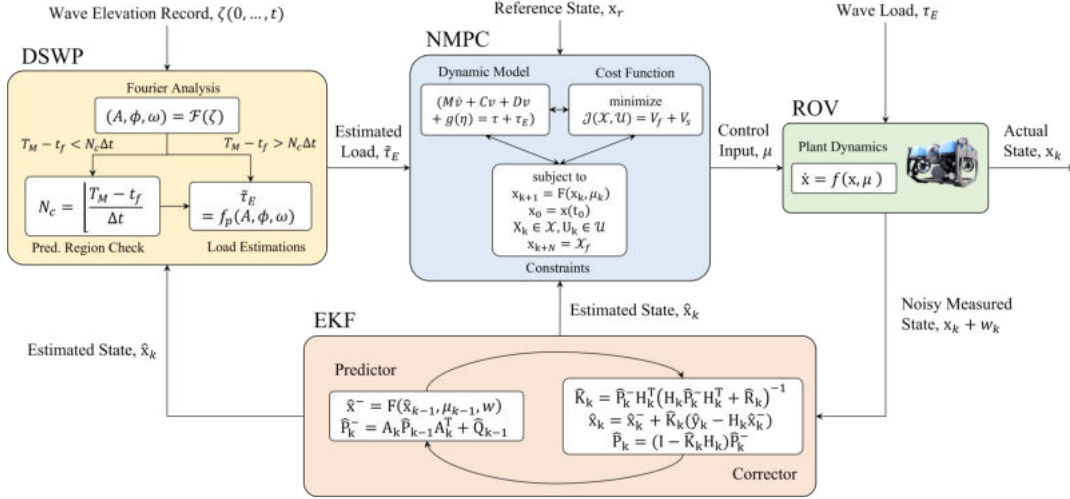 Wave Elevation Record, ζ(0, ..., t)
Reference State, x_r
Wave Load, τ_E
DSWP
Fourier Analysis
(A, ϕ, ω) = ℱ(ζ)
T_M − t_f < N_cΔt
T_M − t_f > N_cΔt
N_c = ⌊(T_M − t_f)/Δt
τ̃_E
= f_p(A, ϕ, ω)
Pred. Region Check
Load Estimations
Estimated
Load, τ̃_E
NMPC
Dynamic Model
Cost Function
(Mv̇ + Cv + Dv
+ g(η) = τ + τ_E)
minimize
𝒥(𝒳, 𝒰) = V_f + V_s
subject to
x_{k+1} = F(x_k, μ_k)
x_0 = x(t_0)
X_k ∈ 𝒳, U_k ∈ 𝒰
x_{k+N} = 𝒳_f
Constraints
Control
Input, μ
ROV
Plant Dynamics
ẋ = f(x, μ )
Actual
State, x_k
Estimated State, x̂_k
Estimated State, x̂_k
Noisy Measured
State, x_k + w_k
EKF
Predictor
x̂⁻ = F(x̂_{k−1}, μ_{k−1}, w)
P̂_k⁻ = A_k P̂_{k−1} A_k^T + Q̂_{k−1}
K̂_k = P̂_k⁻ H_k^T (H_k P̂_k⁻ H_k^T + R̂_k)⁻¹
x̂_k = x̂_k⁻ + K̂_k(ŷ_k − H_k x̂_k⁻)
P̂_k = (I − K̂_k H_k)P̂_k⁻
Corrector